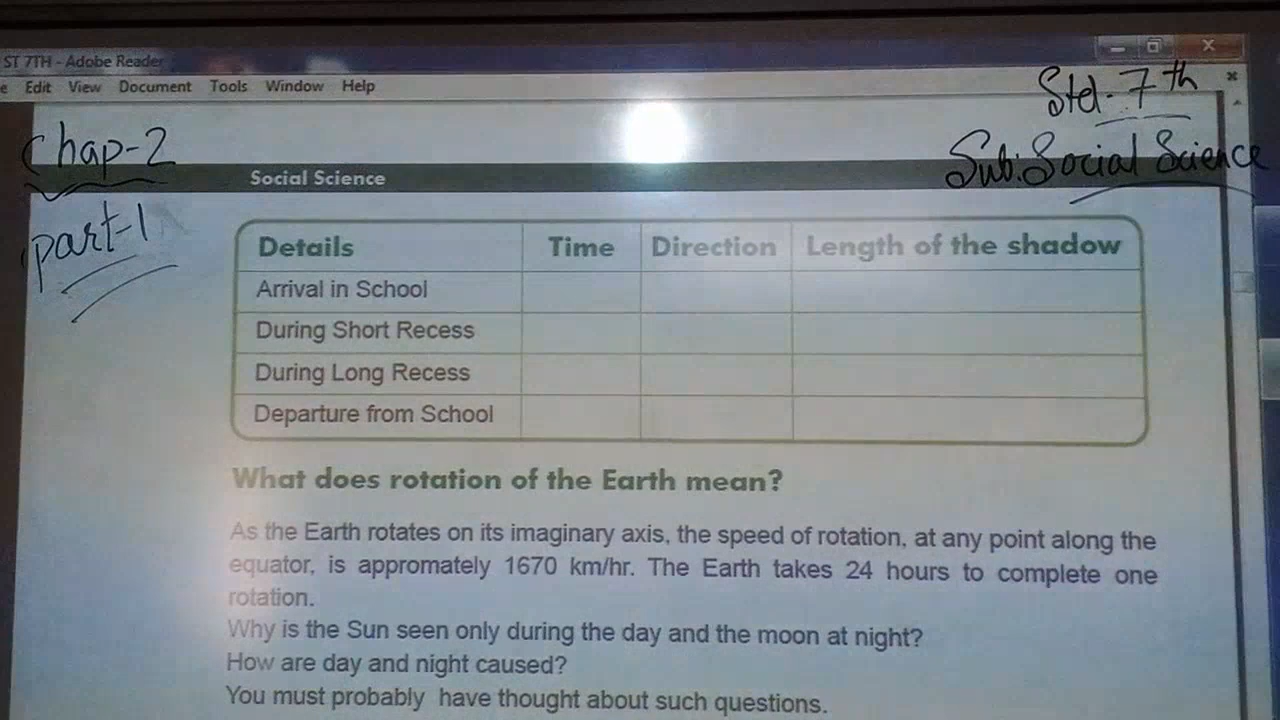 ST 7TH - Adobe Reader
e Edit View Document Tools Window Help
Std-7th
Chap-2
Sub:Social Science
Social Science
part-1
Details Time Direction Length of the shadow
Arrival in School
During Short Recess
During Long Recess
Departure from School
What does rotation of the Earth mean?
As the Earth rotates on its imaginary axis, the speed of rotation, at any point along the
equator, is appromately 1670 km/hr. The Earth takes 24 hours to complete one
rotation.
Why is the Sun seen only during the day and the moon at night?
How are day and night caused?
You must probably have thought about such questions.